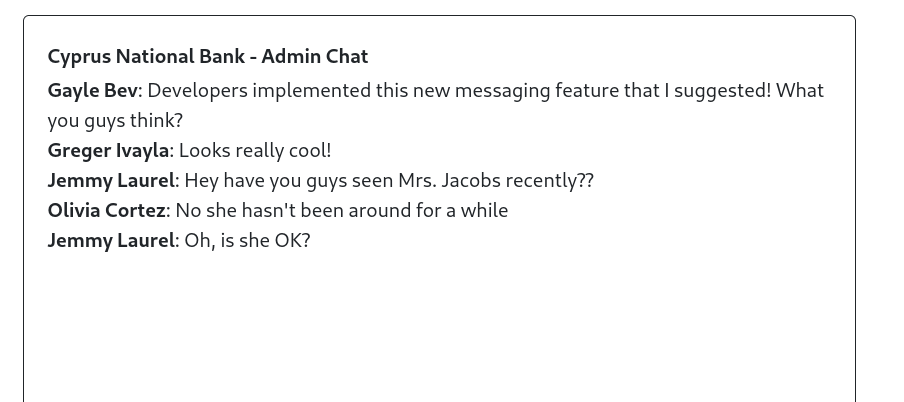 Cyprus National Bank - Admin Chat
Gayle Bev: Developers implemented this new messaging feature that I suggested! What
you guys think?
Greger Ivayla: Looks really cool!
Jemmy Laurel: Hey have you guys seen Mrs. Jacobs recently??
Olivia Cortez: No she hasn't been around for a while
Jemmy Laurel: Oh, is she OK?